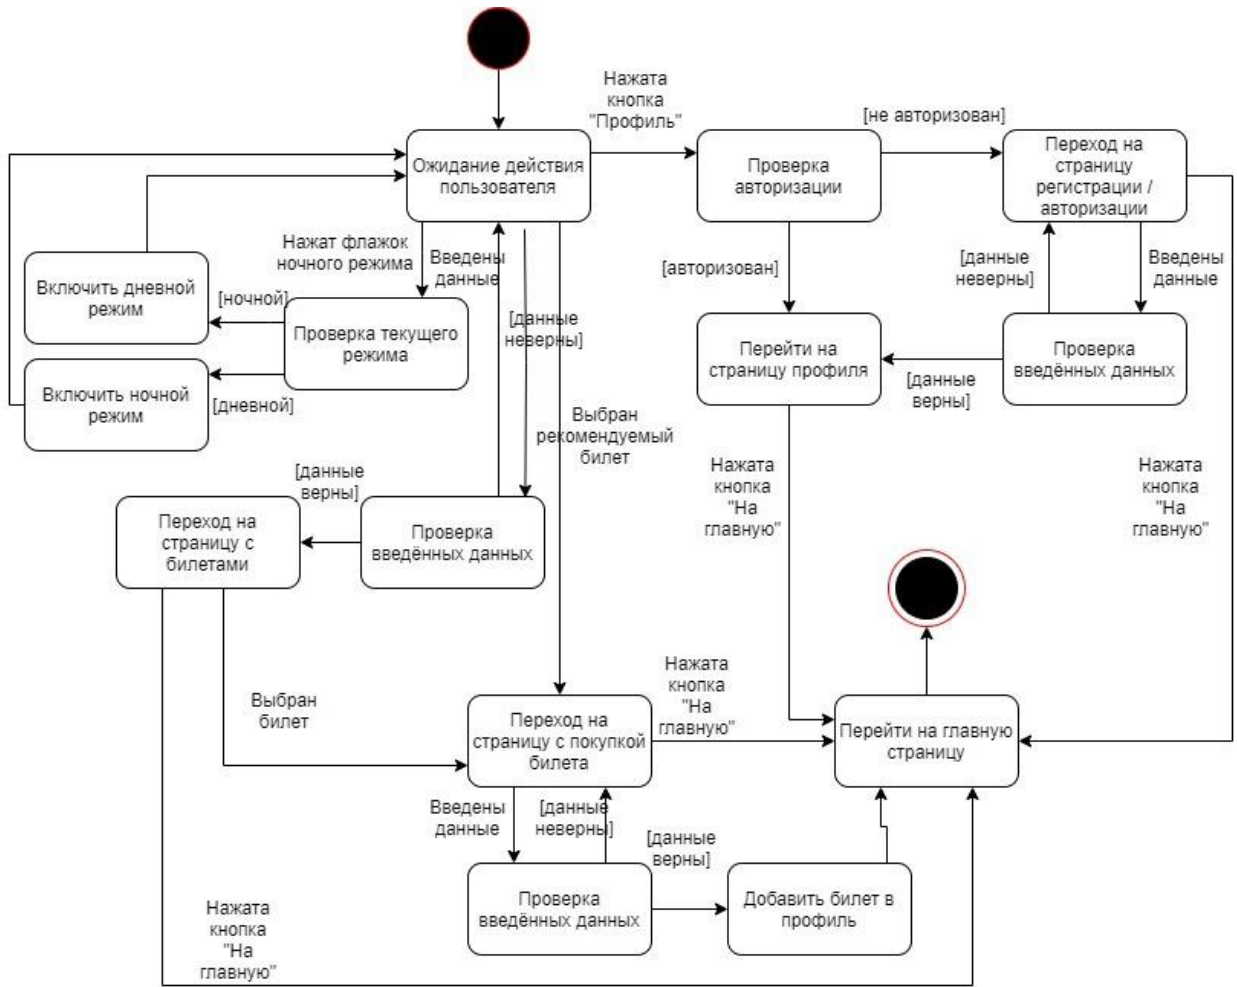 Нажата
кнопка
"Профиль"
[не авторизован]
Ожидание действия
пользователя
Проверка
авторизации
Переход на
страницу
регистрации /
авторизации
Нажат флажок
ночного режима
Введены
данные
[авторизован]
[данные
неверны]
Введены
данные
Включить дневной
режим
[ночной]
Проверка текущего
режима
[данные
неверны]
Перейти на
страницу профиля
Проверка
введённых данных
[данные
верны]
Включить ночной
режим
[дневной]
Выбран
рекомендуемый
билет
Нажата
кнопка
"На
главную"
Нажата
кнопка
"На
главную"
[данные
верны]
Переход на
страницу с
билетами
Проверка
введённых данных
Выбран
билет
Переход на
страницу с покупкой
билета
Нажата
кнопка
"На
главную"
Перейти на главную
страницу
Введены
данные
[данные
неверны]
[данные
верны]
Проверка
введённых данных
Добавить билет в
профиль
Нажата
кнопка
"На
главную"